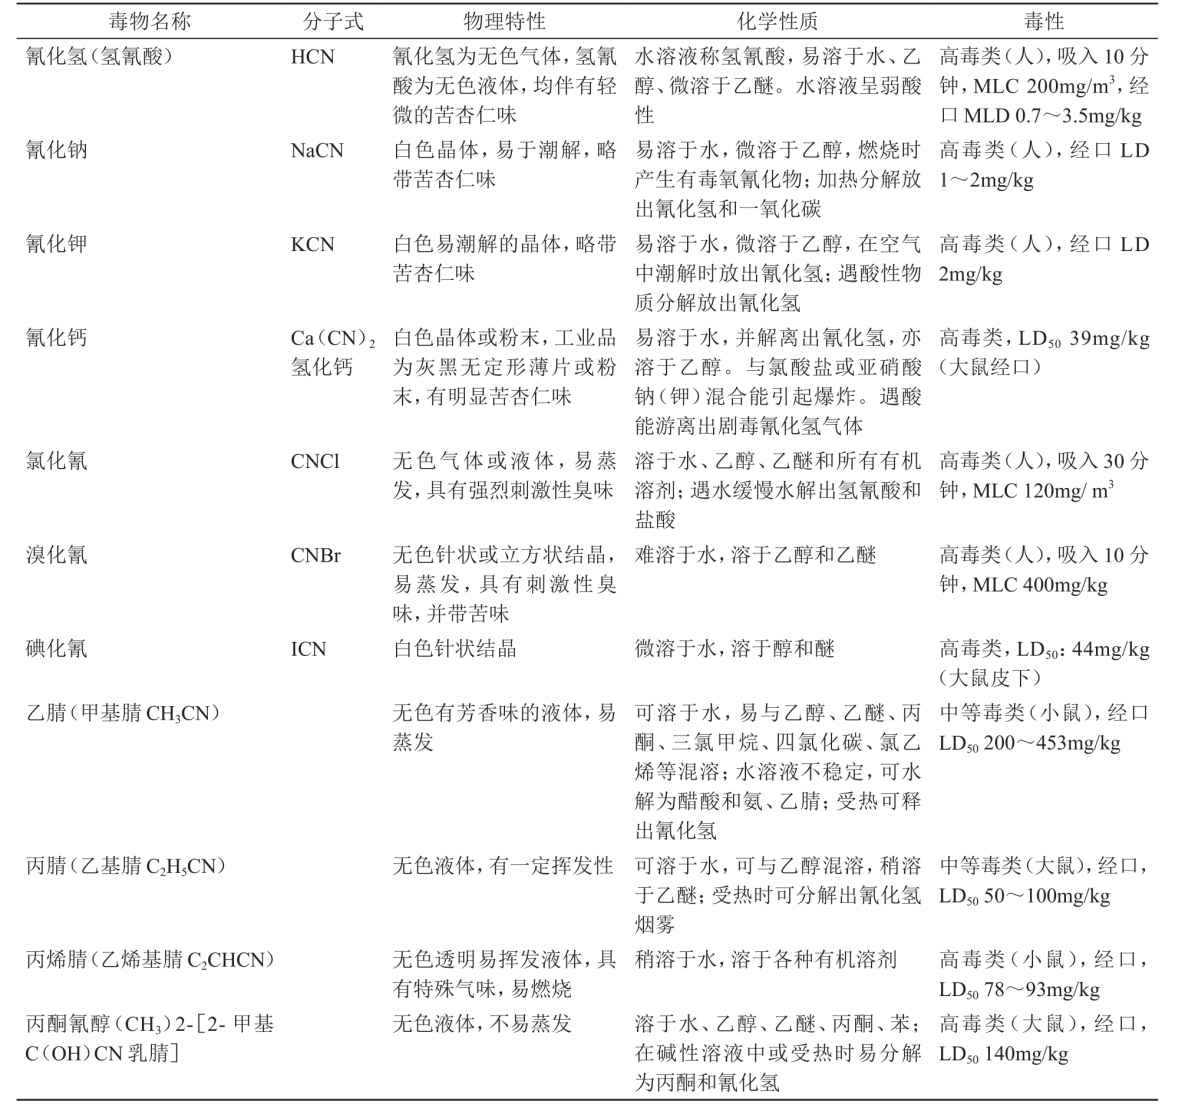 毒物名称 分子式 物理特性 化学性质 毒性
氰化氢(氢氰酸) HCN 氰化氢为无色气体,氢氰 水溶液称氢氰酸,易溶于水、乙 高毒类(人),吸入10分
酸为无色液体,均伴有轻 醇、微溶于乙醚。水溶液呈弱酸 钟,MLC 200mg/m³,经
微的苦杏仁味 性 口MLD 0.7~3.5mg/kg
氰化钠 NaCN 白色晶体,易于潮解,略 易溶于水,微溶于乙醇,燃烧时 高毒类(人),经口 LD
带苦杏仁味 产生有毒氧氰化物;加热分解放 1~2mg/kg
出氰化氢和一氧化碳
氰化钾 KCN 白色易潮解的晶体,略带 易溶于水,微溶于乙醇,在空气 高毒类(人),经口 LD
苦杏仁味 中潮解时放出氰化氢;遇酸性物 2mg/kg
质分解放出氰化氢
氰化钙 Ca(CN)₂ 白色晶体或粉末,工业品 易溶于水,并解离出氰化氢,亦 高毒类,LD₅₀ 39mg/kg
氢化钙 为灰黑无定形薄片或粉 溶于乙醇。与氯酸盐或亚硝酸 (大鼠经口)
末,有明显苦杏仁味 钠(钾)混合能引起爆炸。遇酸
能游离出剧毒氰化氢气体
氯化氰 CNCl 无色气体或液体,易蒸 溶于水、乙醇、乙醚和所有有机 高毒类(人),吸入30分
发,具有强烈刺激性臭味 溶剂;遇水缓慢水解出氢氰酸和 钟,MLC 120mg/ m³
盐酸
溴化氰 CNBr 无色针状或立方状结晶, 难溶于水,溶于乙醇和乙醚 高毒类(人),吸入10分
易蒸发,具有刺激性臭 钟,MLC 400mg/kg
味,并带苦味
碘化氰 ICN 白色针状结晶 微溶于水,溶于醇和醚 高毒类,LD₅₀:44mg/kg
(大鼠皮下)
乙腈(甲基腈CH₃CN) 无色有芳香味的液体,易 可溶于水,易与乙醇、乙醚、丙 中等毒类(小鼠),经口
蒸发 酮、三氯甲烷、四氯化碳、氯乙 LD₅₀ 200~453mg/kg
烯等混溶;水溶液不稳定,可水
解为醋酸和氨、乙腈;受热可释
出氰化氢
丙腈(乙基腈C₂H₅CN) 无色液体,有一定挥发性 可溶于水,可与乙醇混溶,稍溶 中等毒类(大鼠),经口,
于乙醚;受热时可分解出氰化氢 LD₅₀ 50~100mg/kg
烟雾
丙烯腈(乙烯基腈C₂CHCN) 无色透明易挥发液体,具 稍溶于水,溶于各种有机溶剂 高毒类(小鼠),经口,
有特殊气味,易燃烧 LD₅₀ 78~93mg/kg
丙酮氰醇(CH₃)2-[2-甲基 无色液体,不易蒸发 溶于水、乙醇、乙醚、丙酮、苯; 高毒类(大鼠),经口,
C(OH)CN乳腈] 在碱性溶液中或受热时易分解 LD₅₀ 140mg/kg
为丙酮和氰化氢